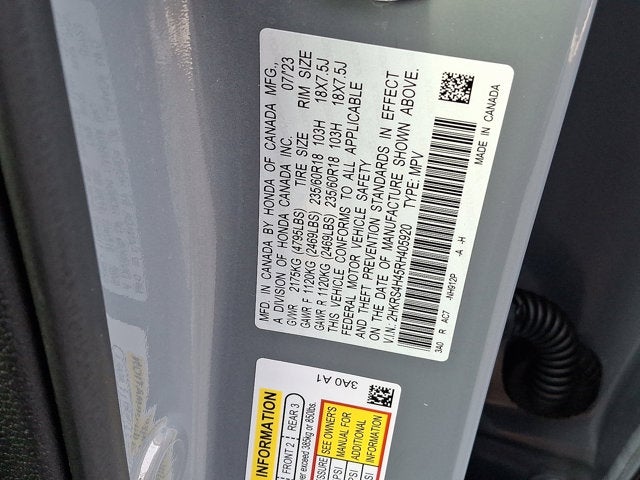 MFD. IN CANADA BY HONDA OF CANADA MFG.,
A DIVISION OF HONDA CANADA INC. 07/23
GVWR 2175KG (4795LBS) TIRE SIZE RIM SIZE
GAWR F 1120KG (2469LBS) 235/60R18 103H 18X7.5J
GAWR R 1120KG (2469LBS) 235/60R18 103H 18X7.5J
THIS VEHICLE CONFORMS TO ALL APPLICABLE
FEDERAL MOTOR VEHICLE SAFETY
AND THEFT PREVENTION STANDARDS IN EFFECT
ON THE DATE OF MANUFACTURE SHOWN ABOVE.
V.I.N: 2HKRS4H45RH405920 TYPE: MPV
3A0 R AC7 -NH912P -A -H
MADE IN CANADA
3A0 A1
INFORMATION
FRONT 2 REAR 3
exceed 385kg or 850lbs.
SEE OWNER'S
MANUAL FOR
ADDITIONAL
INFORMATION